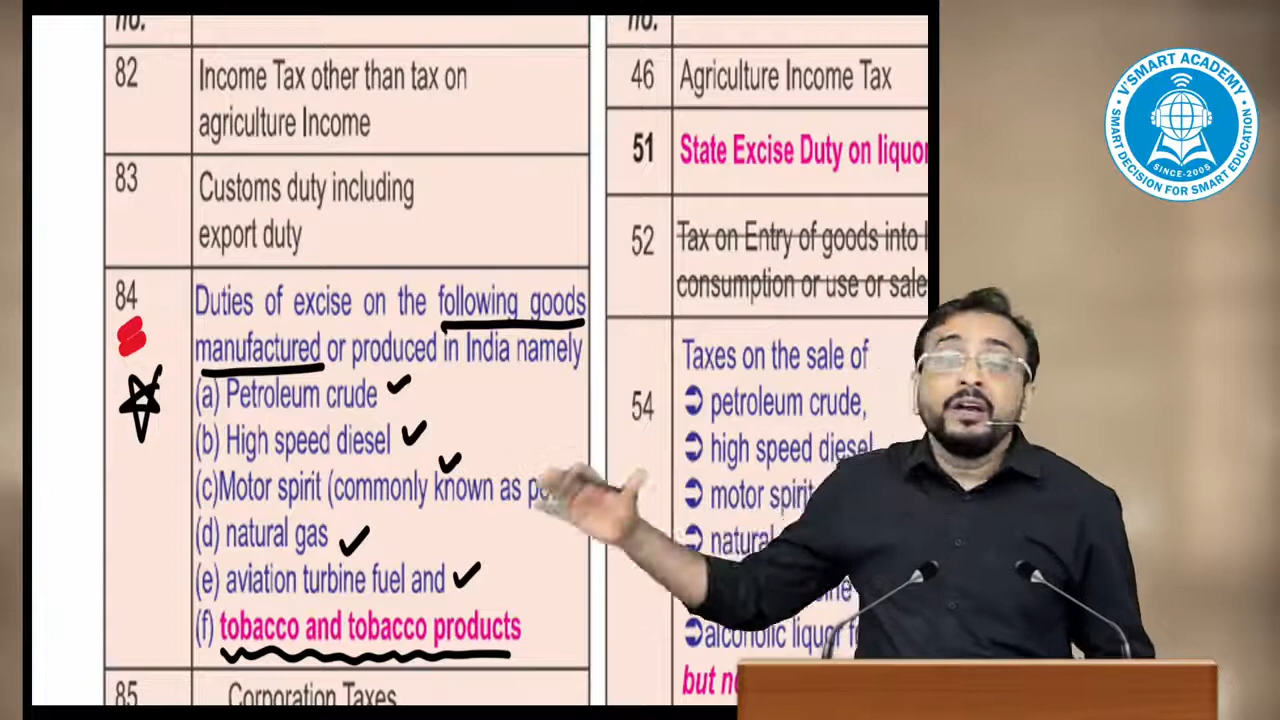 no.
82
Income Tax other than tax on
agriculture Income
83
Customs duty including
export duty
84
Duties of excise on the following goods
manufactured or produced in India namely
(a) Petroleum crude
(b) High speed diesel
(c)Motor spirit (commonly known as
(d) natural gas
(e) aviation turbine fuel and
(f) tobacco and tobacco products
85
Corporation Taxes
no.
46
Agriculture Income Tax
51
State Excise Duty on liquor
52
Tax on Entry of goods into
consumption or use or sale
54
Taxes on the sale of
petroleum crude,
high speed diesel
motor spirit
natural
alcoholic liquor
but
V'SMART ACADEMY
SINCE-2005
SMART DECISION FOR SMART EDUCATION